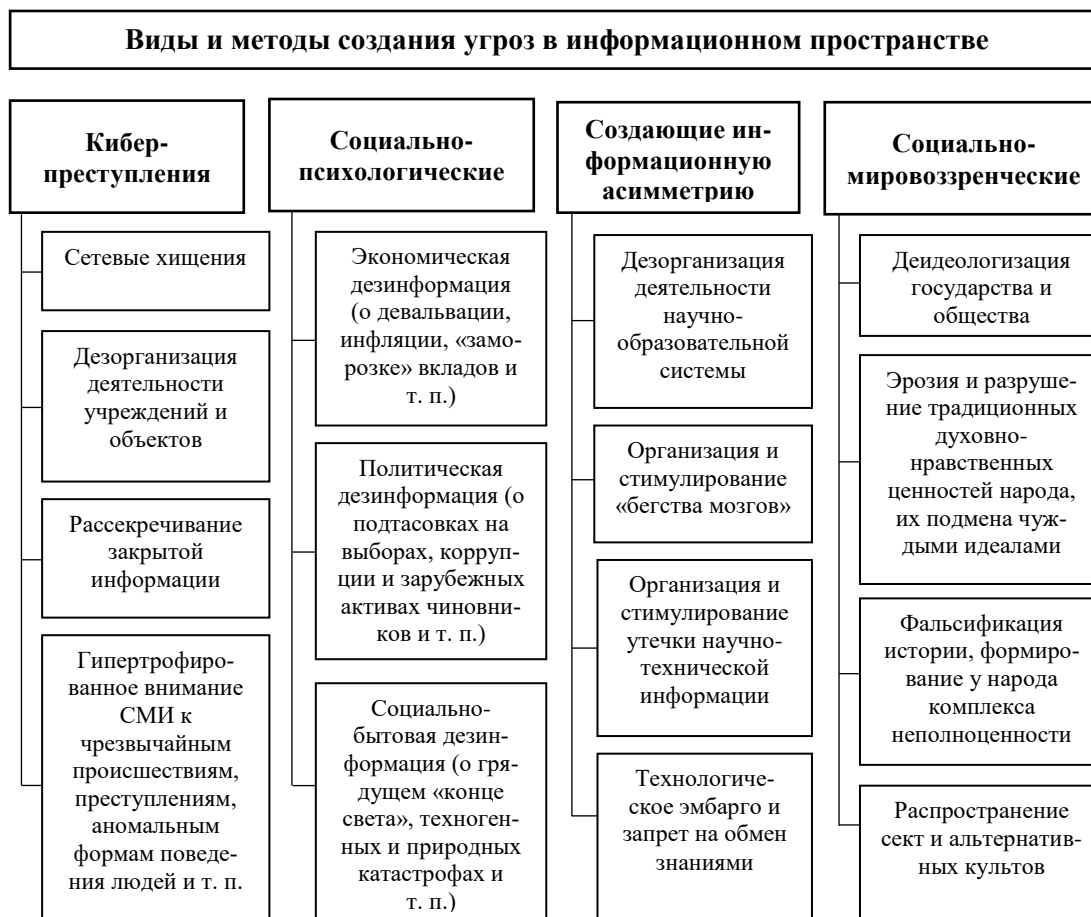 Виды и методы создания угроз в информационном пространстве
Кибер-
преступления
Сетевые хищения
Дезорганизация
деятельности
учреждений и
объектов
Рассекречивание
закрытой
информации
Гипертрофиро-
ванное внимание
СМИ к
чрезвычайным
происшествиям,
преступлениям,
аномальным
формам поведе-
ния людей и т. п.
Социально-
психологические
Экономическая
дезинформация
(о девальвации,
инфляции, «замо-
розке» вкладов и
т. п.)
Политическая
дезинформация (о
подтасовках на
выборах, корруп-
ции и зарубежных
активах чиновни-
ков и т. п.)
Социально-
бытовая дезин-
формация (о гря-
дущем «конце
света», техноген-
ных и природных
катастрофах и
т. п.)
Создающие ин-
формационную
асимметрию
Дезорганизация
деятельности
научно-
образовательной
системы
Организация и
стимулирование
«бегства мозгов»
Организация и
стимулирование
утечки научно-
технической
информации
Технологиче-
ское эмбарго и
запрет на обмен
знаниями
Социально-
мировоззренческие
Деидеологизация
государства и
общества
Эрозия и разруше-
ние традиционных
духовно-
нравственных
ценностей народа,
их подмена чуж-
дыми идеалами
Фальсификация
истории, формиро-
вание у народа
комплекса
неполноценности
Распространение
сект и альтернатив-
ных культов